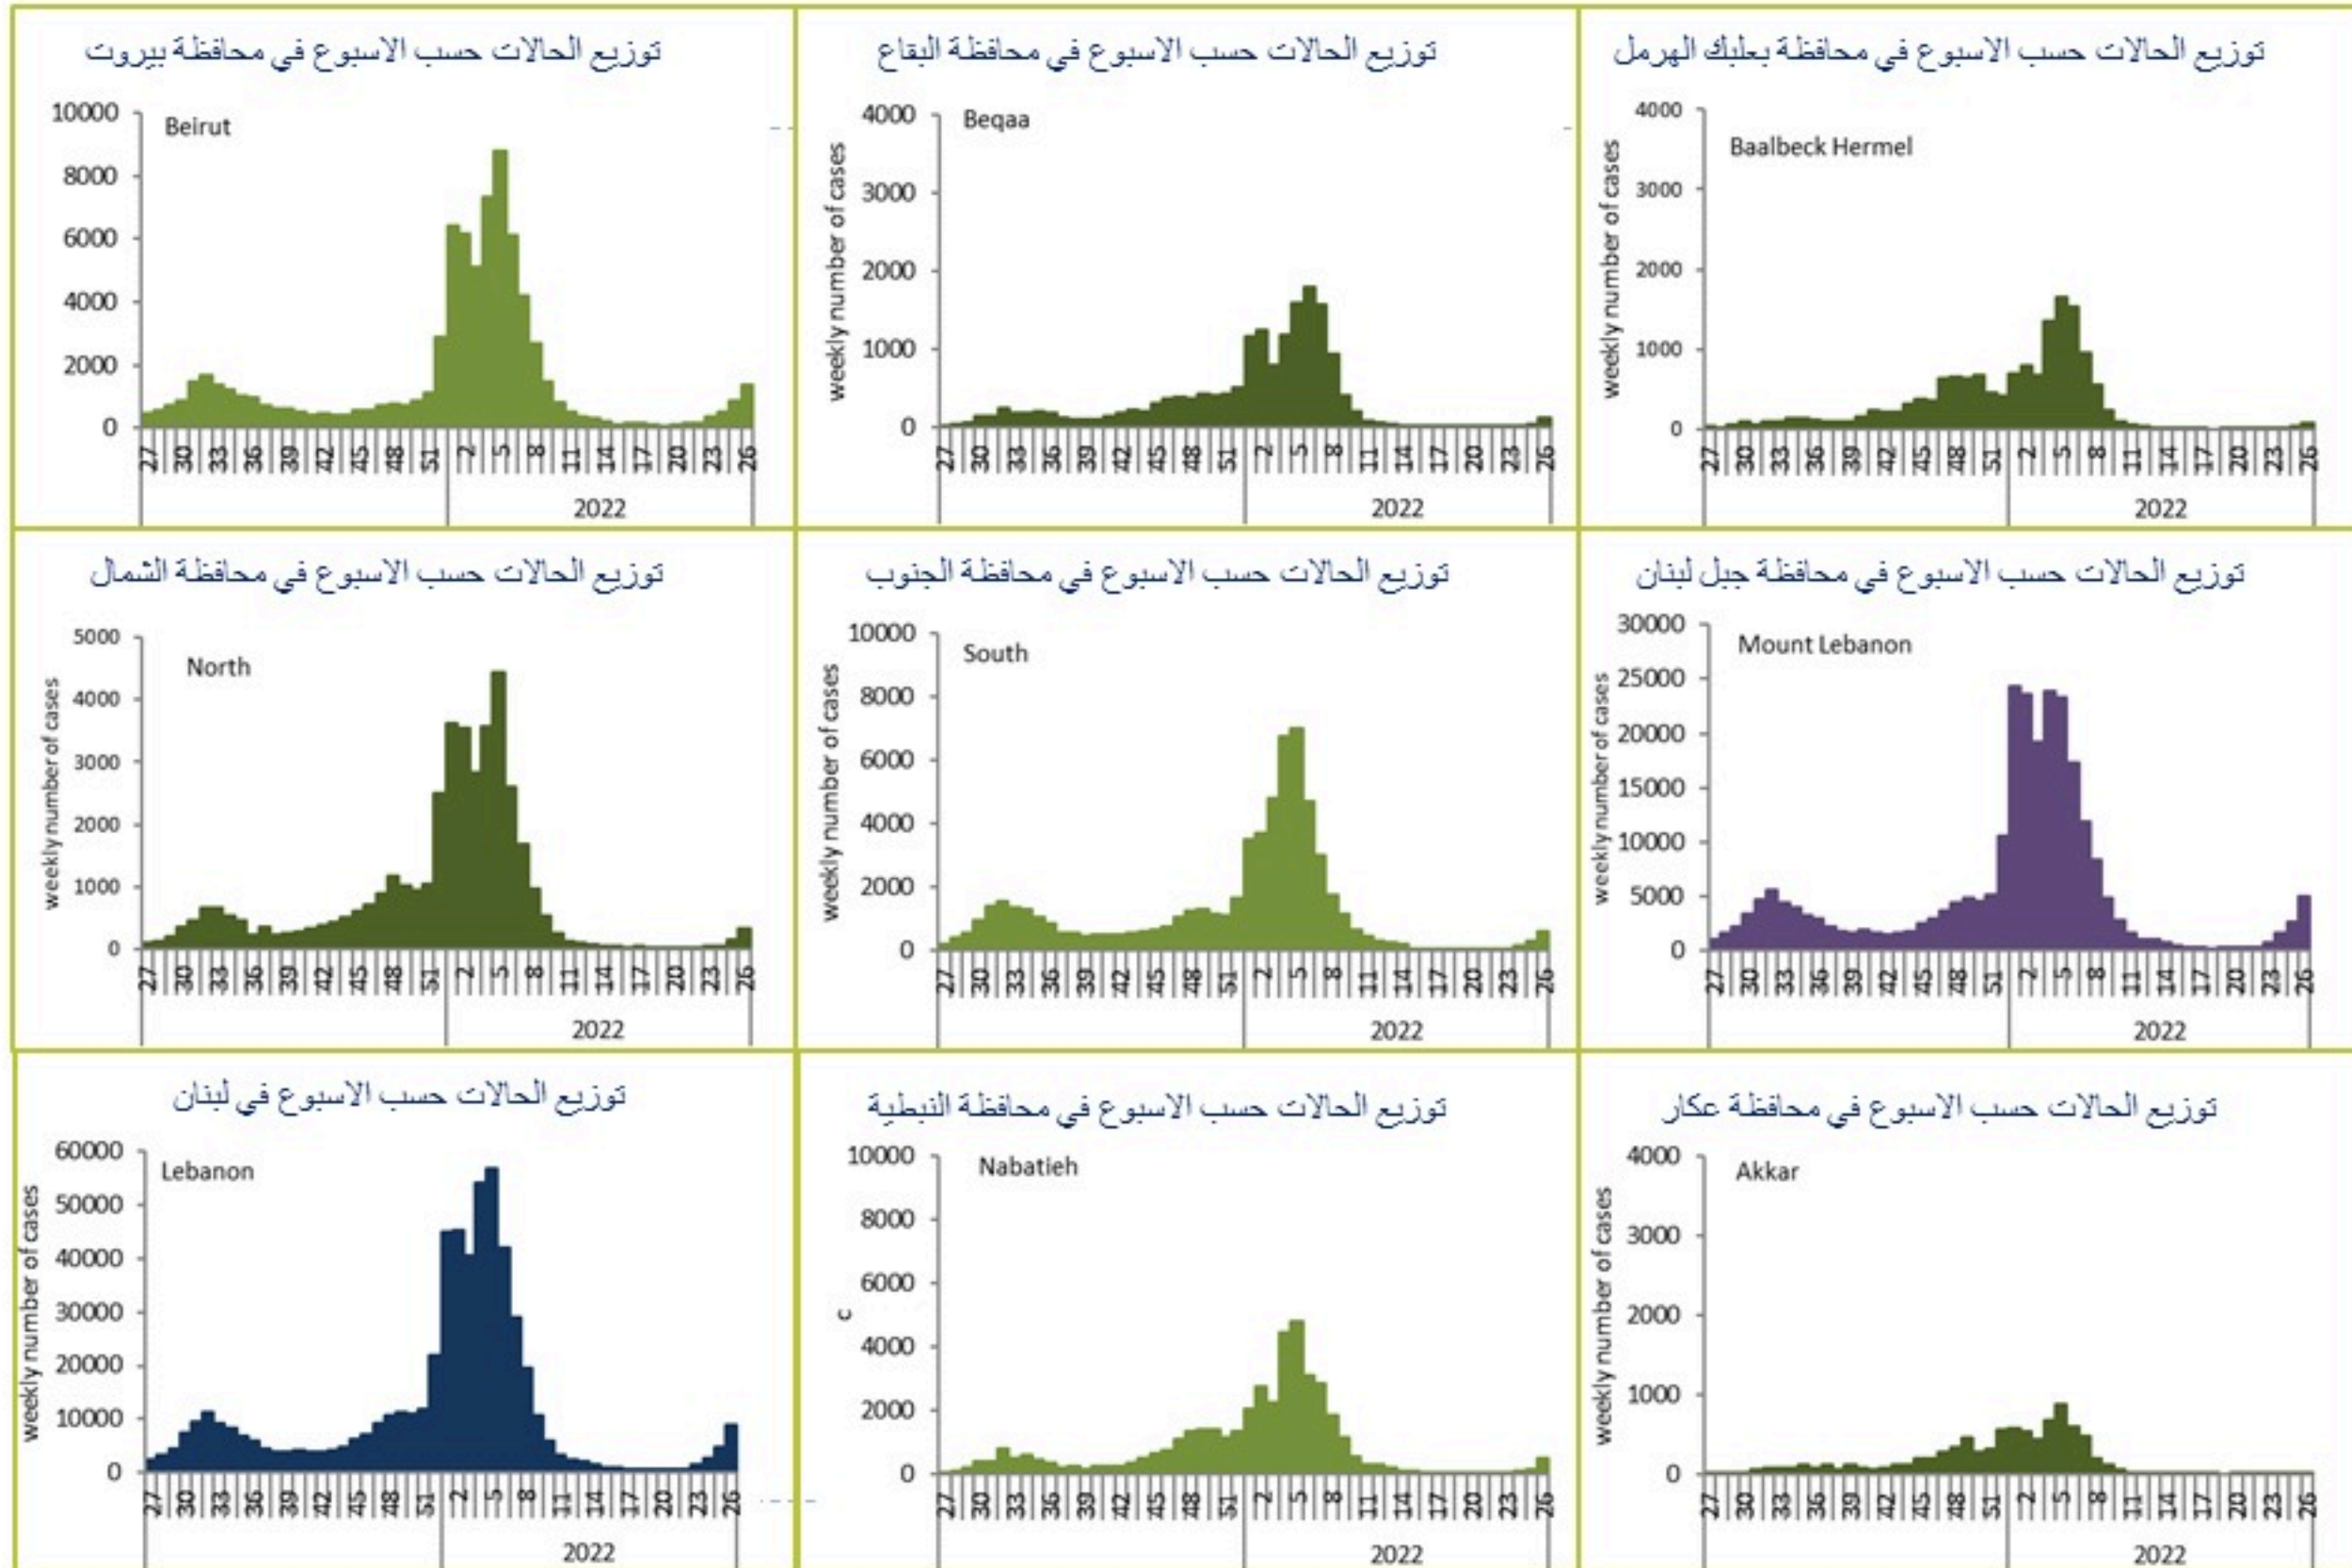 توزيع الحالات حسب الاسبوع في محافظة بيروت
Beirut
10000
8000
6000
4000
2000
0
27 30 33 36 39 42 45 48 51 2 5 8 11 14 17 20 23 26
2022
توزيع الحالات حسب الاسبوع في محافظة البقاع
Beqaa
weekly number of cases
4000
3000
2000
1000
0
27 30 33 36 39 42 45 48 51 2 5 8 11 14 17 20 23 26
2022
توزيع الحالات حسب الاسبوع في محافظة بعلبك الهرمل
Baalbeck Hermel
weekly number of cases
4000
3000
2000
1000
0
27 30 33 36 39 42 45 48 51 2 5 8 11 14 17 20 23 26
2022
توزيع الحالات حسب الاسبوع في محافظة الشمال
North
weekly number of cases
5000
4000
3000
2000
1000
0
27 30 33 36 39 42 45 48 51 2 5 8 11 14 17 20 23 26
2022
توزيع الحالات حسب الاسبوع في محافظة الجنوب
South
weekly number of cases
10000
8000
6000
4000
2000
0
27 30 33 36 39 42 45 48 51 2 5 8 11 14 17 20 23 26
2022
توزيع الحالات حسب الاسبوع في محافظة جبل لبنان
Mount Lebanon
weekly number of cases
30000
25000
20000
15000
10000
5000
0
27 30 33 36 39 42 45 48 51 2 5 8 11 14 17 20 23 26
2022
توزيع الحالات حسب الاسبوع في لبنان
Lebanon
weekly number of cases
60000
50000
40000
30000
20000
10000
0
27 30 33 36 39 42 45 48 51 2 5 8 11 14 17 20 23 26
2022
توزيع الحالات حسب الاسبوع في محافظة النبطية
Nabatieh
c
10000
8000
6000
4000
2000
0
27 30 33 36 39 42 45 48 51 2 5 8 11 14 17 20 23 26
2022
توزيع الحالات حسب الاسبوع في محافظة عكار
Akkar
weekly number of cases
4000
3000
2000
1000
0
27 30 33 36 39 42 45 48 51 2 5 8 11 14 17 20 23 26
2022